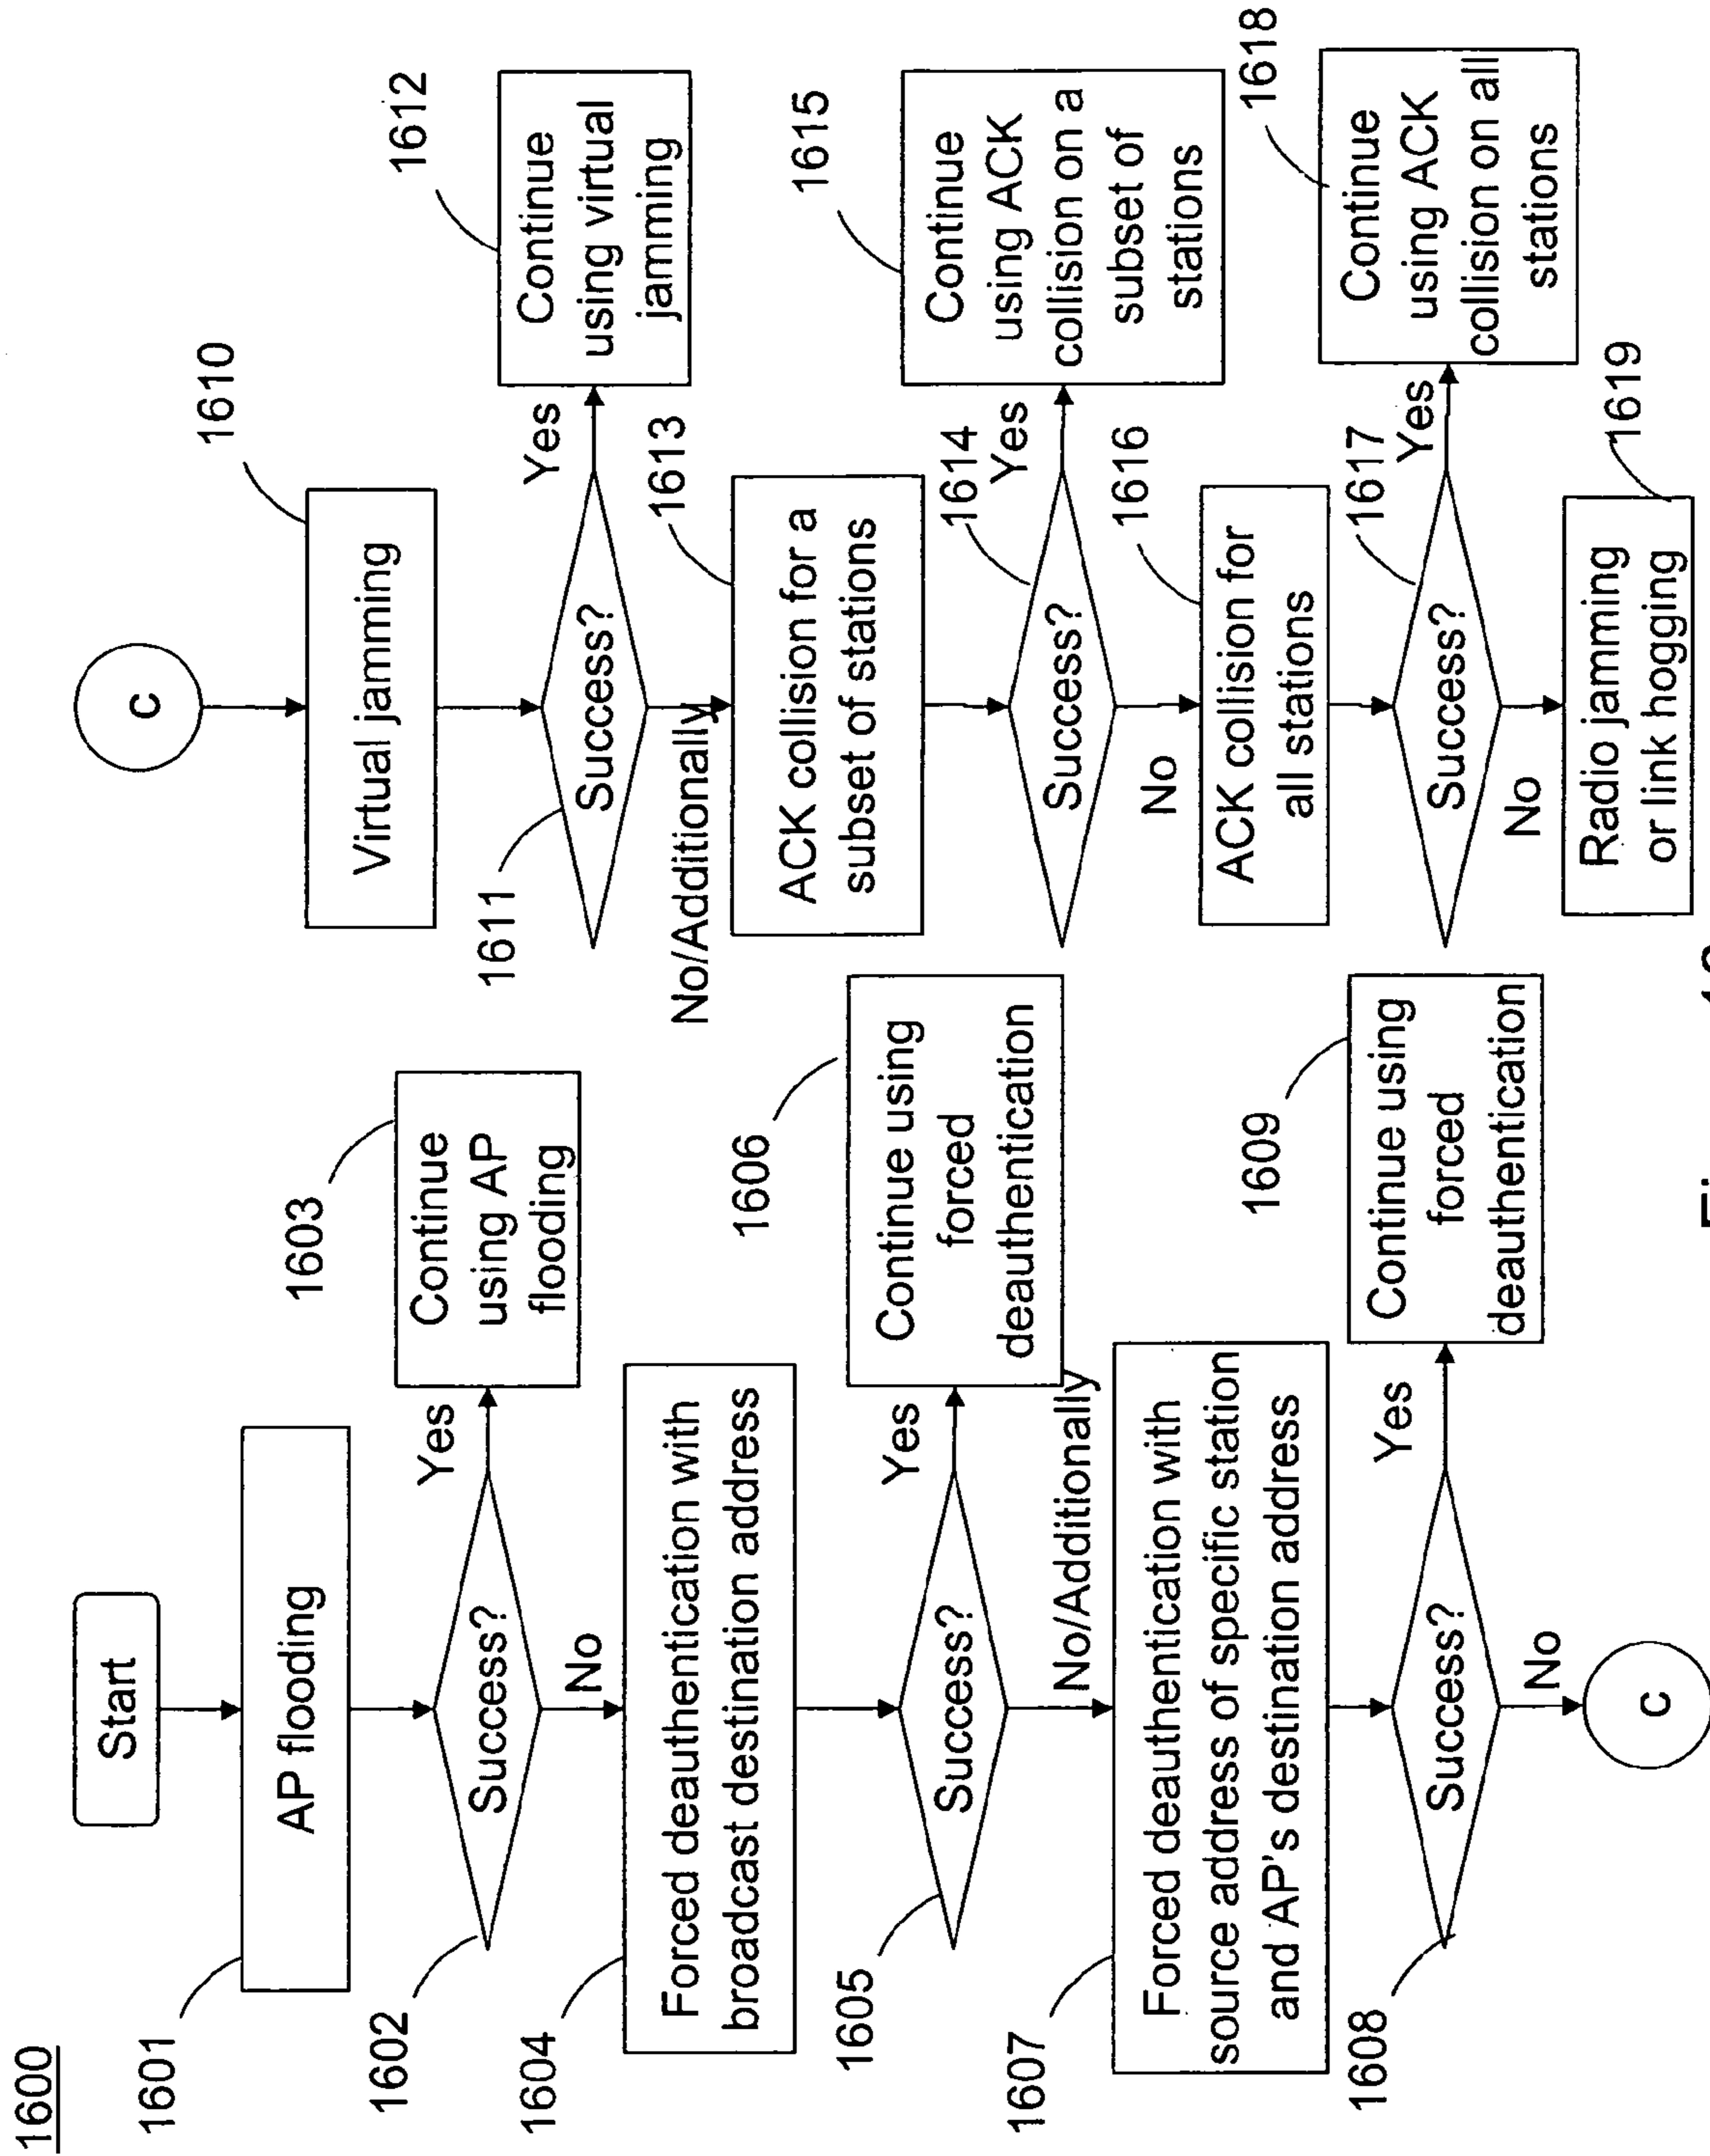 1600
Start
1601
AP flooding
1602
Success?
Yes
1603
Continue
using AP
flooding
No
1604
Forced deauthentication with
broadcast destination address
1605
Success?
Yes
1606
Continue using
forced
deauthentication
No/Additionally
1607
Forced deauthentication with
source address of specific station
and AP's destination address
1608
Success?
Yes
1609
Continue using
forced
deauthentication
No
c
c
1610
Virtual jamming
1611
Success?
Yes
1612
Continue
using virtual
jamming
No/Additionally
1613
ACK collision for a
subset of stations
1614
Success?
Yes
1615
Continue
using ACK
collision on a
subset of
stations
No
1616
ACK collision for
all stations
1617
Success?
Yes
1618
Continue
using ACK
collision on all
stations
No
1619
Radio jamming
or link hogging